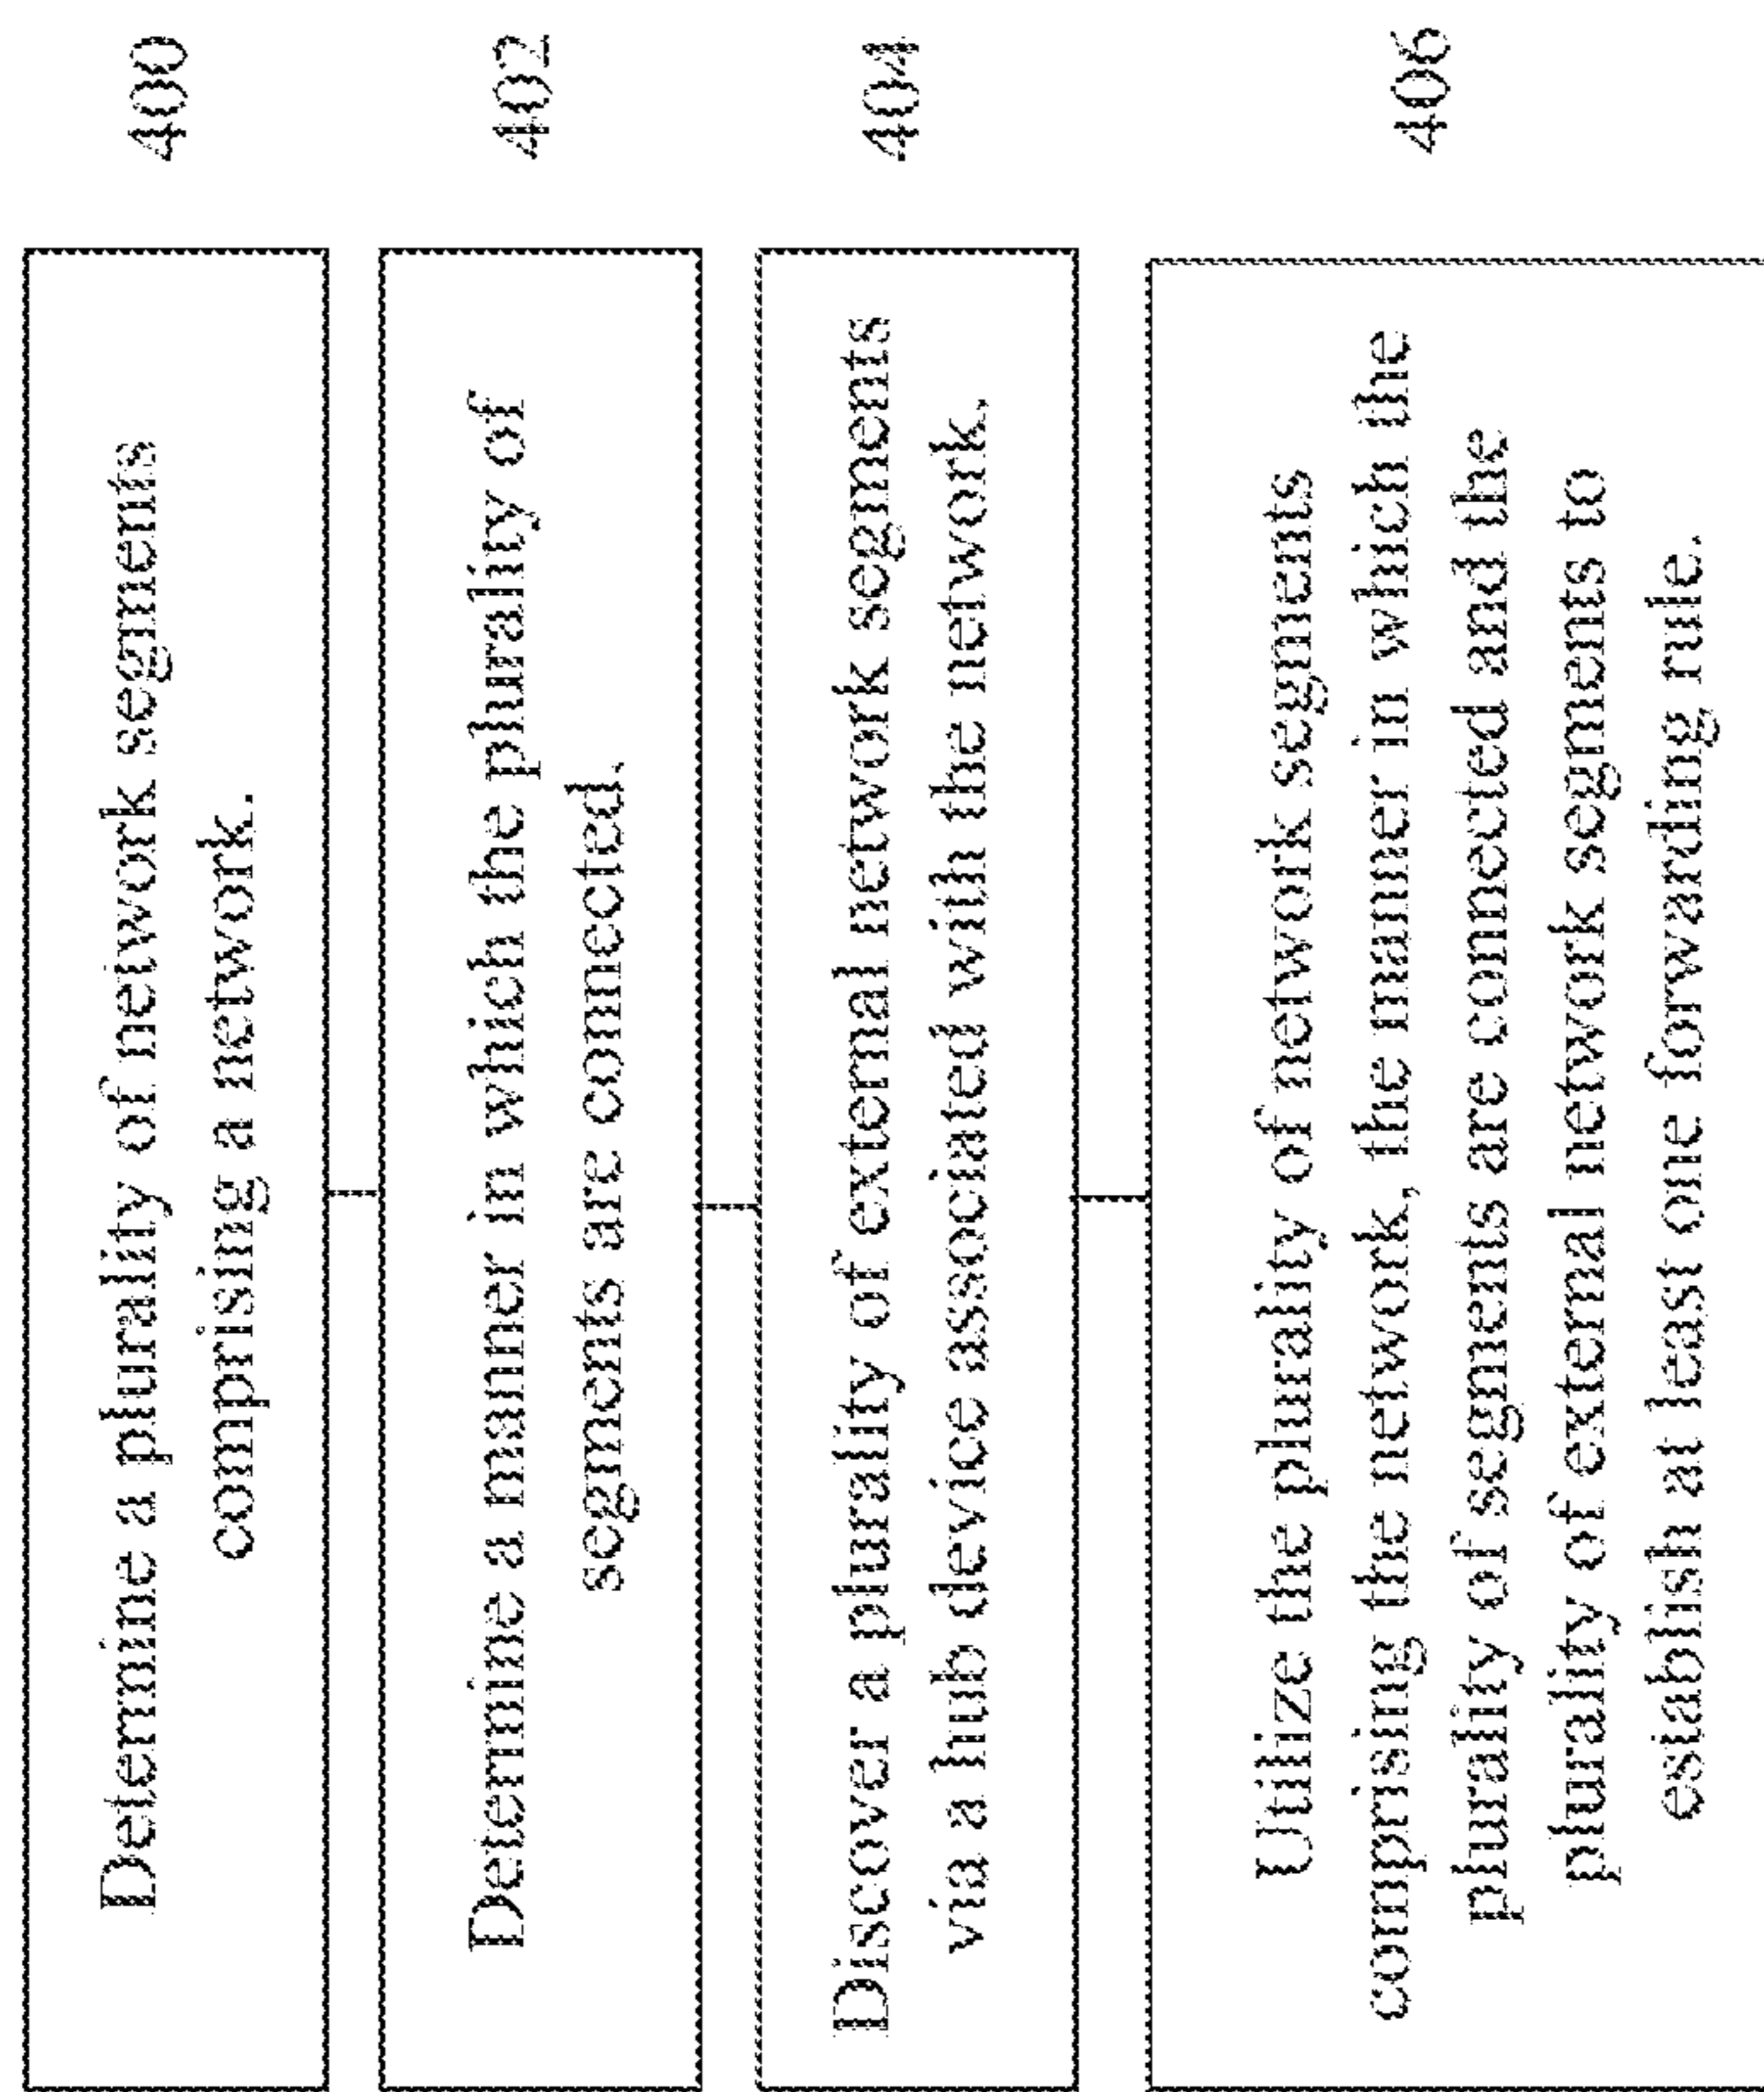 Determine a plurality of network segments
comprising a network.
400
Determine a manner in which the plurality of
segments are connected.
402
Discover a plurality of external network segments
via a hub device associated with the network.
404
Utilize the plurality of network segments
comprising the network, the manner in which the
plurality of segments are connected and the
plurality of external network segments to
establish at least one forwarding rule.
406